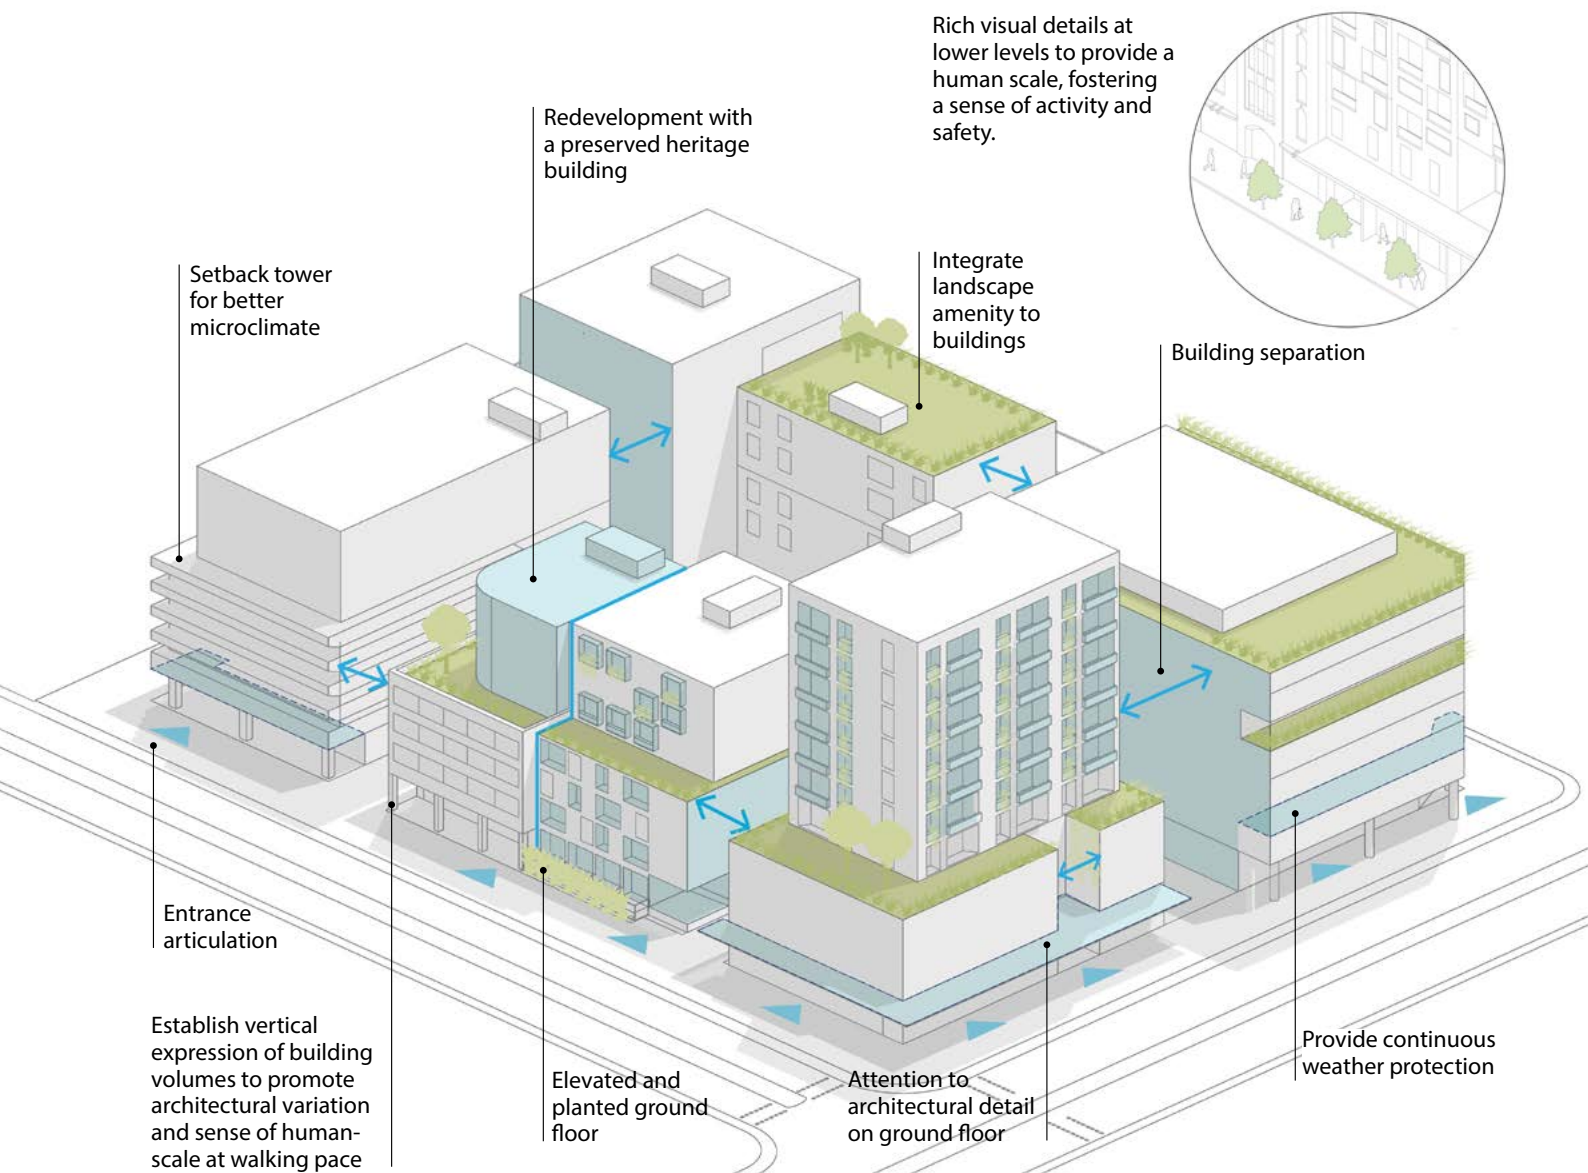 Rich visual details at
lower levels to provide a
human scale, fostering
a sense of activity and
safety.
Redevelopment with
a preserved heritage
building
Setback tower
for better
microclimate
Integrate
landscape
amenity to
buildings
Building separation
Entrance
articulation
Establish vertical
expression of building
volumes to promote
architectural variation
and sense of human-
scale at walking pace
Elevated and
planted ground
floor
Attention to
architectural detail
on ground floor
Provide continuous
weather protection